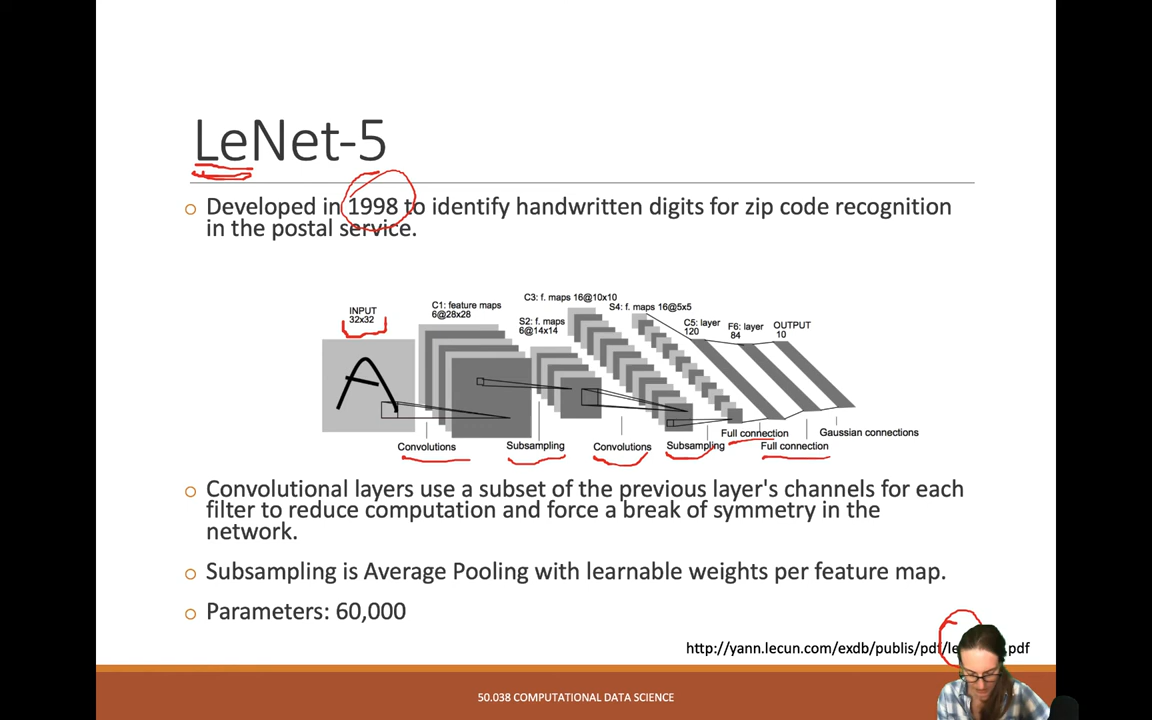 LeNet-5
Developed in 1998 to identify handwritten digits for zip code recognition
in the postal service.
INPUT
32x32
C1: feature maps
6@28x28
S2: f. maps
6@14x14
C3: f. maps 16@10x10
S4: f. maps 16@5x5
C5: layer
120
F6: layer
84
OUTPUT
10
A
Convolutions
Subsampling
Convolutions
Subsampling
Full connection
Full connection
Gaussian connections
Convolutional layers use a subset of the previous layer's channels for each
filter to reduce computation and force a break of symmetry in the
network.
Subsampling is Average Pooling with learnable weights per feature map.
Parameters: 60,000
http://yann.lecun.com/exdb/publis/pdf/le .pdf
50.038 COMPUTATIONAL DATA SCIENCE